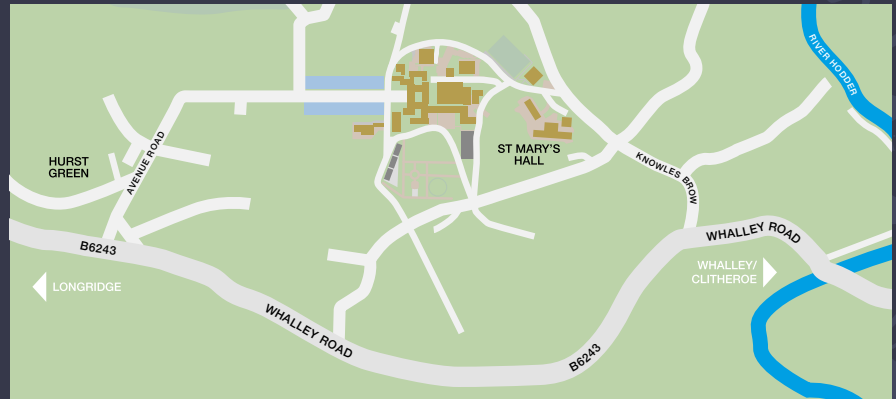 RIVER HODDER
HURST
GREEN
AVENUE ROAD
ST MARY'S
HALL
KNOWLES BROW
B6243
WHALLEY ROAD
WHALLEY/
CLITHEROE
LONGRIDGE
WHALLEY ROAD
B6243